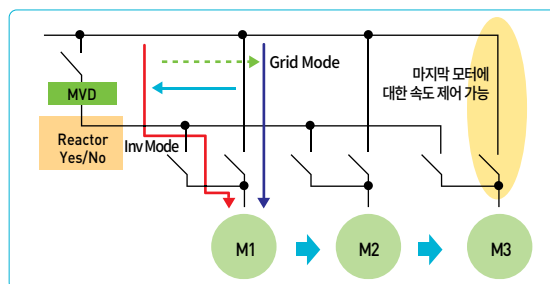 Grid Mode
마지막 모터에
대한 속도 제어 가능
MVD
Reactor
Yes/No
Inv Mode
M1
M2
M3